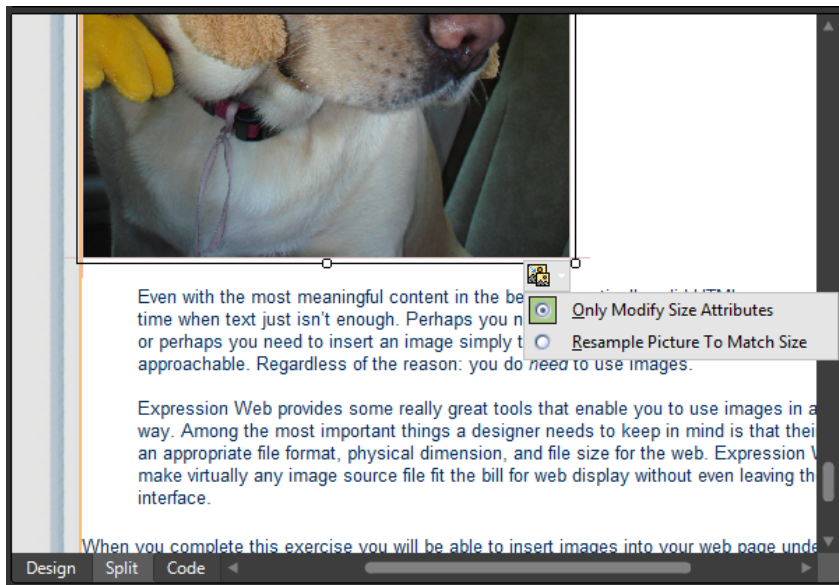 Even with the most meaningful content in the
time when text just isn't enough. Perhaps you
or perhaps you need to insert an image simply
approachable. Regardless of the reason: you do need to use images.
Only Modify Size Attributes
Resample Picture To Match Size
Expression Web provides some really great tools that enable you to use images in a
way. Among the most important things a designer needs to keep in mind is that
an appropriate file format, physical dimension, and file size for the web. Expression
make virtually any image source file fit the bill for web display without even leaving
interface.
When you complete this exercise you will be able to insert images into your web page
Design Split Code